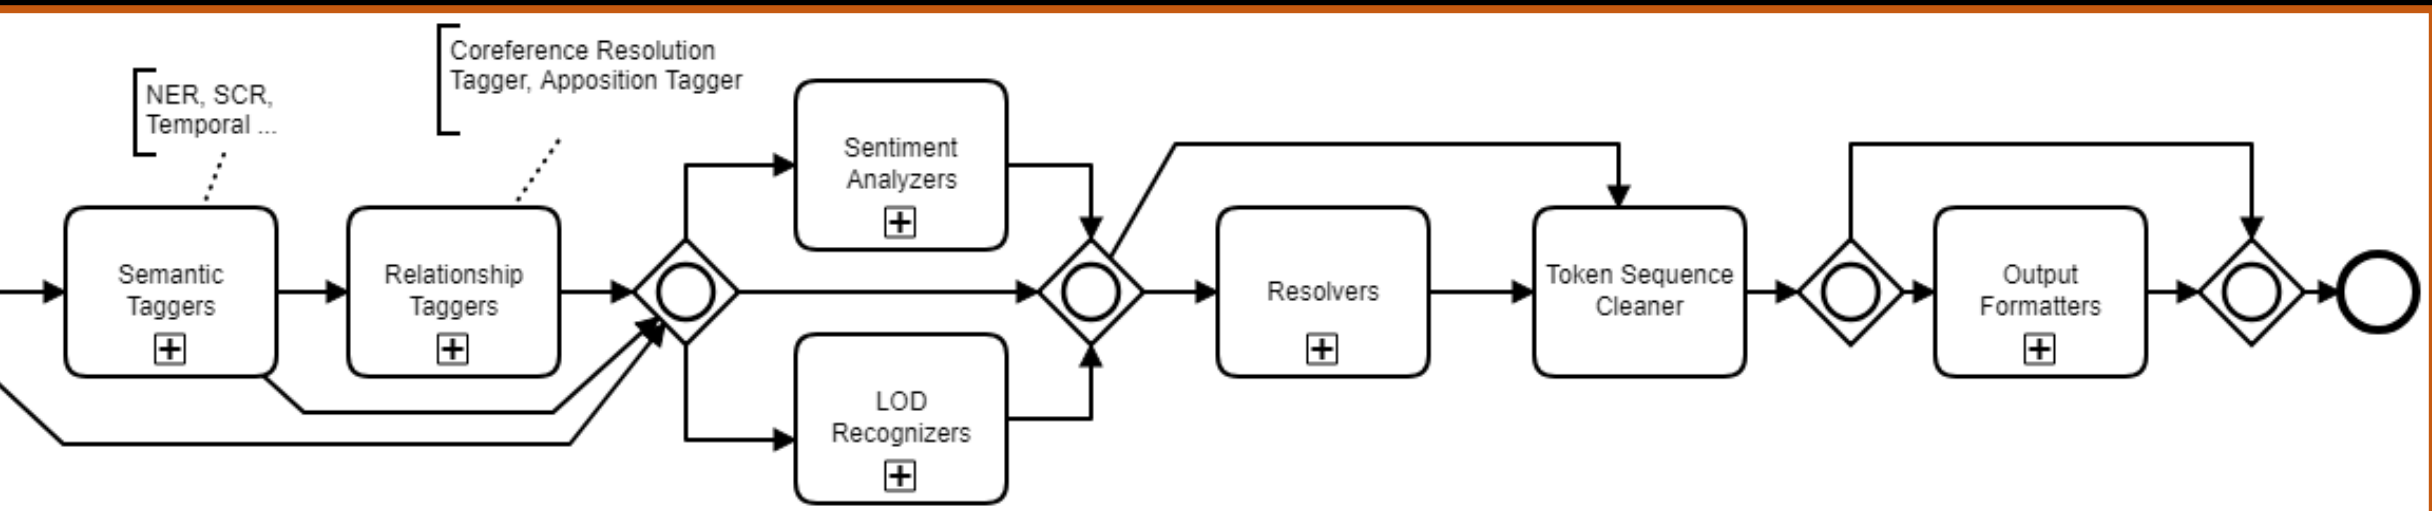 NER, SCR,
Temporal ...
Coreference Resolution
Tagger, Apposition Tagger
Semantic
Taggers
Relationship
Taggers
Sentiment
Analyzers
LOD
Recognizers
Resolvers
Token Sequence
Cleaner
Output
Formatters